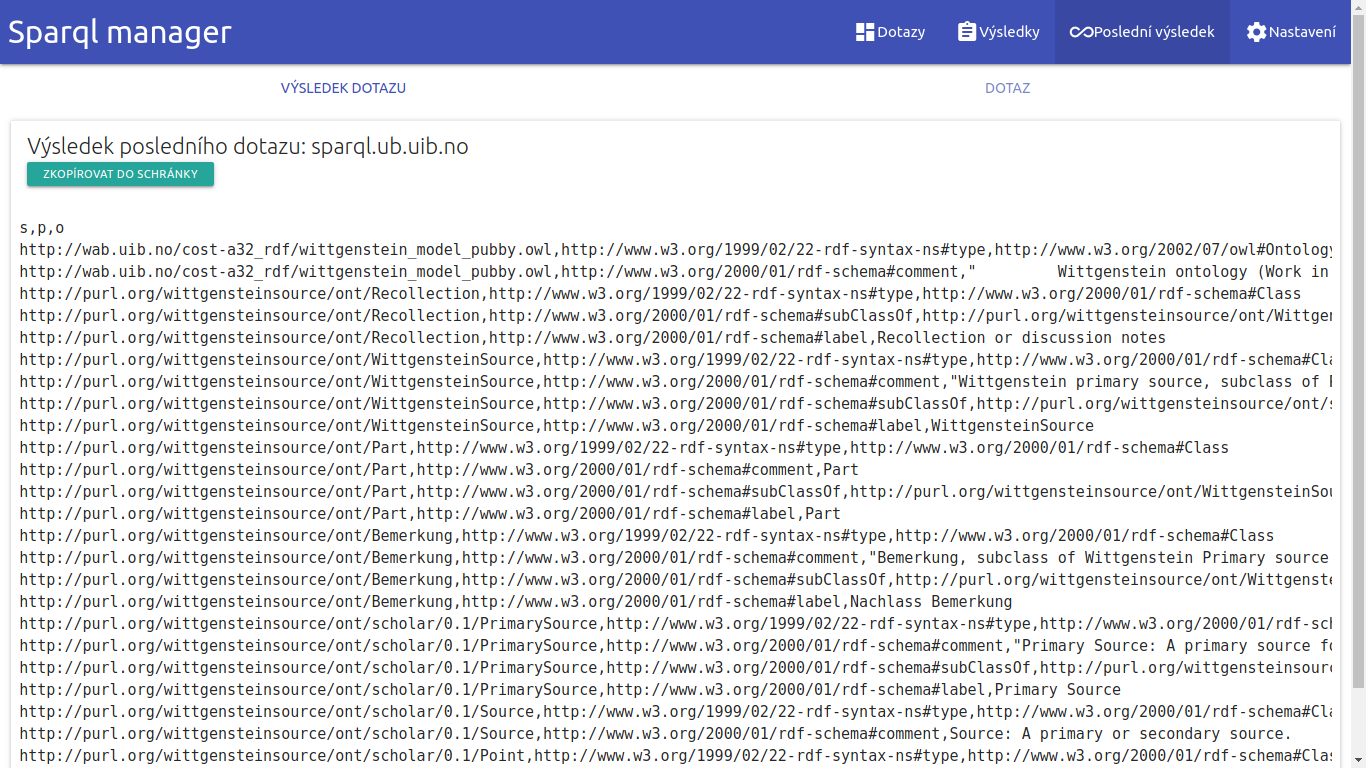 Sparql manager
Dotazy
Výsledky
Poslední výsledek
Nastavení
VÝSLEDEK DOTAZU
DOTAZ
Výsledek posledního dotazu: sparql.ub.uib.no
ZKOPÍROVAT DO SCHRÁNKY
s,p,o
http://wab.uib.no/cost-a32_rdf/wittgenstein_model_pubby.owl,http://www.w3.org/1999/02/22-rdf-syntax-ns#type,http://www.w3.org/2002/07/owl#Ontology
http://wab.uib.no/cost-a32_rdf/wittgenstein_model_pubby.owl,http://www.w3.org/2000/01/rdf-schema#comment,"         Wittgenstein ontology (Work in
http://purl.org/wittgensteinsource/ont/Recollection,http://www.w3.org/1999/02/22-rdf-syntax-ns#type,http://www.w3.org/2000/01/rdf-schema#Class
http://purl.org/wittgensteinsource/ont/Recollection,http://www.w3.org/2000/01/rdf-schema#subClassOf,http://purl.org/wittgensteinsource/ont/Wittgen
http://purl.org/wittgensteinsource/ont/Recollection,http://www.w3.org/2000/01/rdf-schema#label,Recollection or discussion notes
http://purl.org/wittgensteinsource/ont/WittgensteinSource,http://www.w3.org/1999/02/22-rdf-syntax-ns#type,http://www.w3.org/2000/01/rdf-schema#Cla
http://purl.org/wittgensteinsource/ont/WittgensteinSource,http://www.w3.org/2000/01/rdf-schema#comment,"Wittgenstein primary source, subclass of
http://purl.org/wittgensteinsource/ont/WittgensteinSource,http://www.w3.org/2000/01/rdf-schema#subClassOf,http://purl.org/wittgensteinsource/ont/s
http://purl.org/wittgensteinsource/ont/WittgensteinSource,http://www.w3.org/2000/01/rdf-schema#label,WittgensteinSource
http://purl.org/wittgensteinsource/ont/Part,http://www.w3.org/1999/02/22-rdf-syntax-ns#type,http://www.w3.org/2000/01/rdf-schema#Class
http://purl.org/wittgensteinsource/ont/Part,http://www.w3.org/2000/01/rdf-schema#comment,Part
http://purl.org/wittgensteinsource/ont/Part,http://www.w3.org/2000/01/rdf-schema#subClassOf,http://purl.org/wittgensteinsource/ont/WittgensteinSou
http://purl.org/wittgensteinsource/ont/Part,http://www.w3.org/2000/01/rdf-schema#label,Part
http://purl.org/wittgensteinsource/ont/Bemerkung,http://www.w3.org/1999/02/22-rdf-syntax-ns#type,http://www.w3.org/2000/01/rdf-schema#Class
http://purl.org/wittgensteinsource/ont/Bemerkung,http://www.w3.org/2000/01/rdf-schema#comment,"Bemerkung, subclass of Wittgenstein Primary source
http://purl.org/wittgensteinsource/ont/Bemerkung,http://www.w3.org/2000/01/rdf-schema#subClassOf,http://purl.org/wittgensteinsource/ont/Wittgenste
http://purl.org/wittgensteinsource/ont/Bemerkung,http://www.w3.org/2000/01/rdf-schema#label,Nachlass Bemerkung
http://purl.org/wittgensteinsource/ont/scholar/0.1/PrimarySource,http://www.w3.org/1999/02/22-rdf-syntax-ns#type,http://www.w3.org/2000/01/rdf-sch
http://purl.org/wittgensteinsource/ont/scholar/0.1/PrimarySource,http://www.w3.org/2000/01/rdf-schema#comment,"Primary Source: A primary source fo
http://purl.org/wittgensteinsource/ont/scholar/0.1/PrimarySource,http://www.w3.org/2000/01/rdf-schema#subClassOf,http://purl.org/wittgensteinsourc
http://purl.org/wittgensteinsource/ont/scholar/0.1/PrimarySource,http://www.w3.org/2000/01/rdf-schema#label,Primary Source
http://purl.org/wittgensteinsource/ont/scholar/0.1/Source,http://www.w3.org/1999/02/22-rdf-syntax-ns#type,http://www.w3.org/2000/01/rdf-schema#Cla
http://purl.org/wittgensteinsource/ont/scholar/0.1/Source,http://www.w3.org/2000/01/rdf-schema#comment,Source: A primary or secondary source.
http://purl.org/wittgensteinsource/ont/scholar/0.1/Point,http://www.w3.org/1999/02/22-rdf-syntax-ns#type,http://www.w3.org/2000/01/rdf-schema#Clas